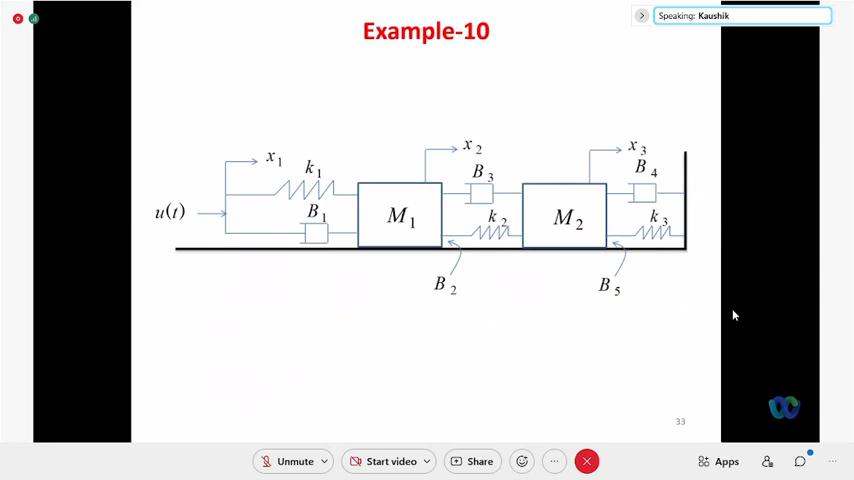 Speaking: Kaushik
Example-10
x₁
k₁
x₂
B₃
x₃
B₄
u(t)
B₁
M₁
k₂
M₂
k₃
B₂
B₅
33
Unmute
Start video
Share
Apps